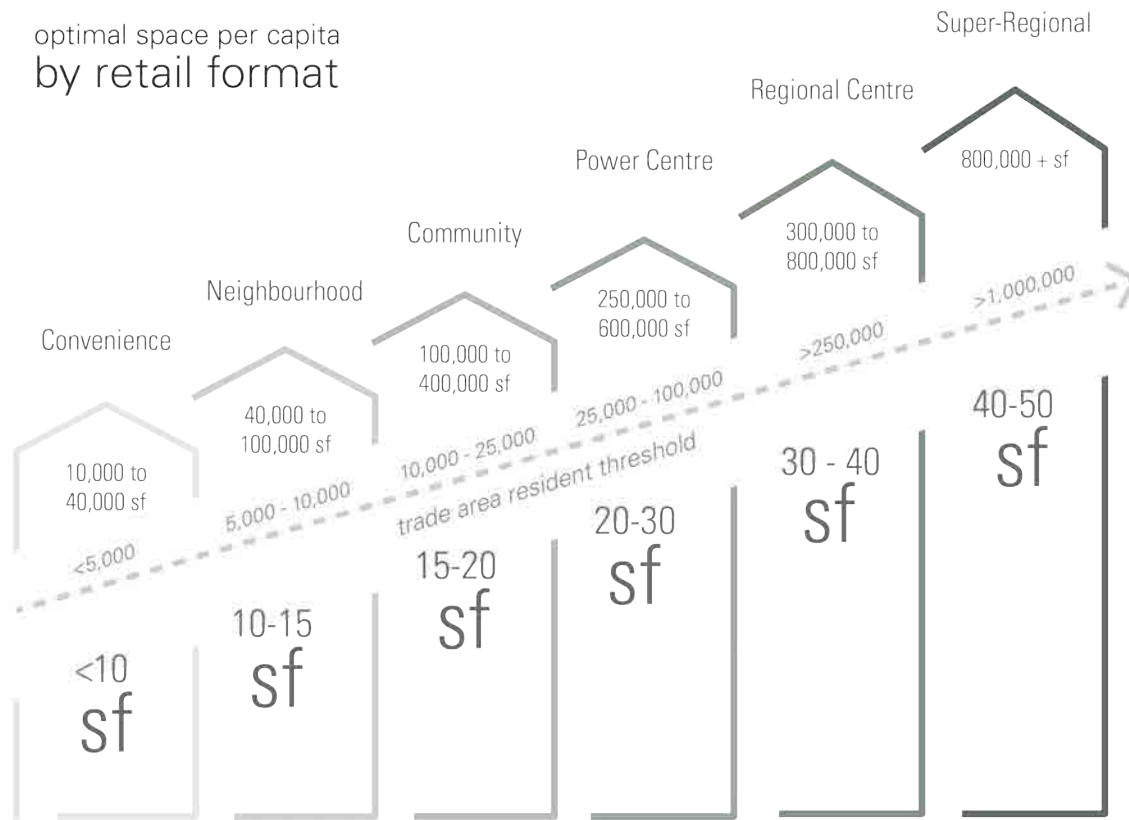 optimal space per capita
by retail format
Convenience
10,000 to
40,000 sf
<5,000
<10
sf
Neighbourhood
40,000 to
100,000 sf
5,000 - 10,000
10-15
sf
Community
100,000 to
400,000 sf
10,000 - 25,000
15-20
sf
Power Centre
250,000 to
600,000 sf
25,000 - 100,000
trade area resident threshold
20-30
sf
Regional Centre
300,000 to
800,000 sf
>250,000
30 - 40
sf
Super-Regional
800,000 + sf
>1,000,000
40-50
sf